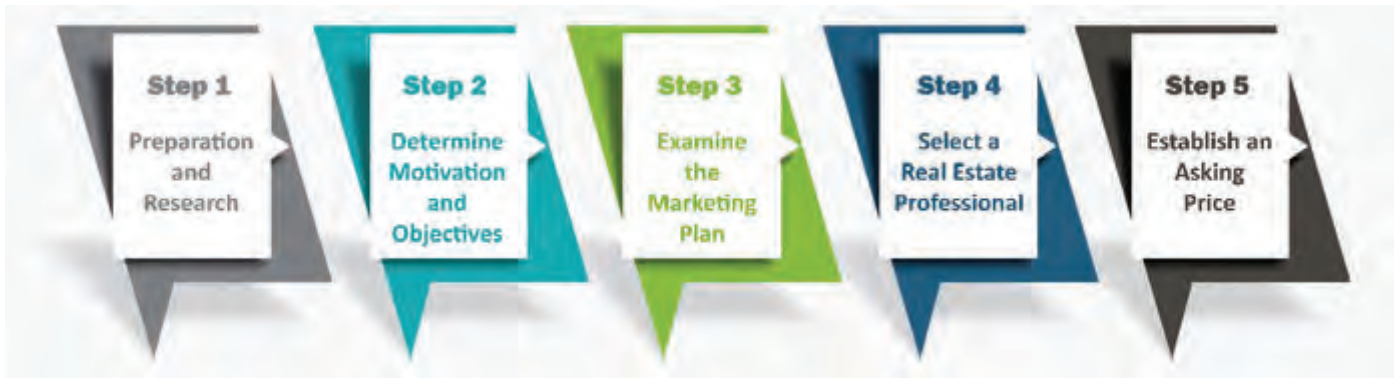 Step 1
Preparation
and
Research
Step 2
Determine
Motivation
and
Objectives
Step 3
Examine
the
Marketing
Plan
Step 4
Select a
Real Estate
Professional
Step 5
Establish an
Asking
Price